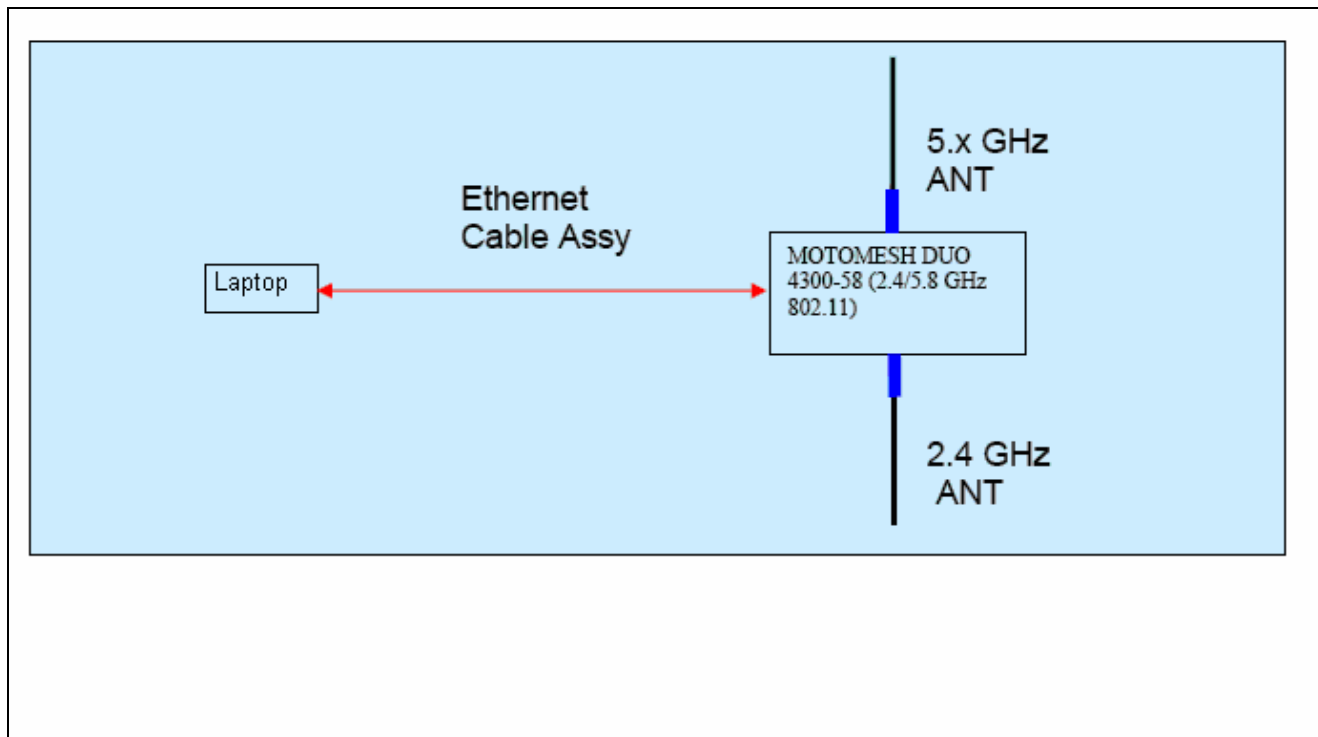 5.x GHz
ANT
Ethernet
Cable Assy
Laptop
MOTOMESH DUO
4300-58 (2.4/5.8 GHz
802.11)
2.4 GHz
ANT